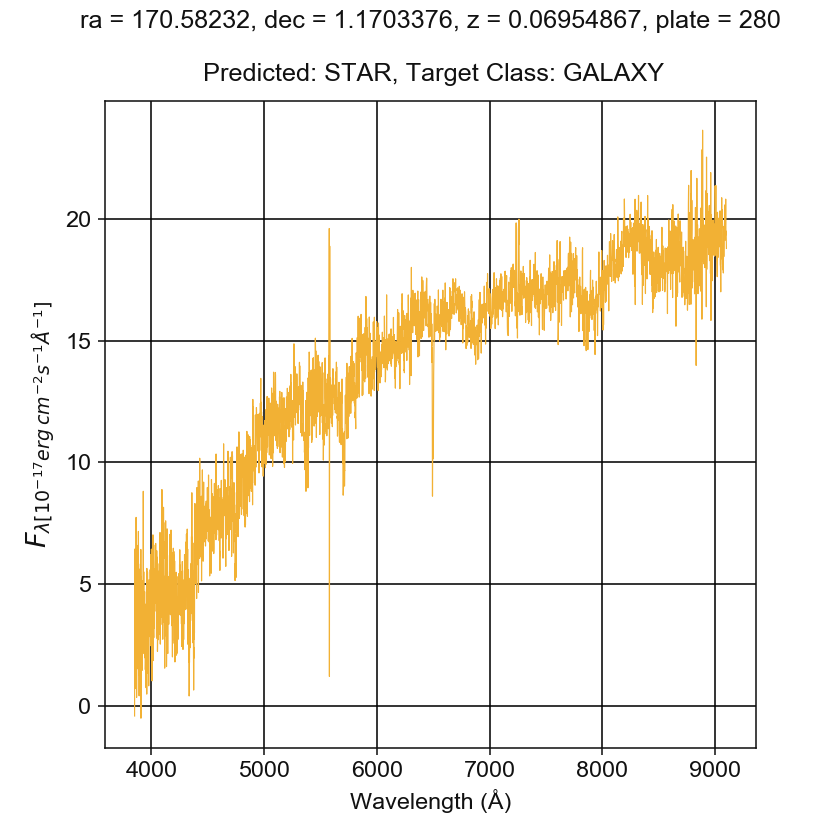 ra = 170.58232, dec = 1.1703376, z = 0.06954867, plate = 280
Predicted: STAR, Target Class: GALAXY
F_λ[10⁻¹⁷erg cm⁻²s⁻¹Å⁻¹]
20
15
10
5
0
4000 5000 6000 7000 8000 9000
Wavelength (Å)